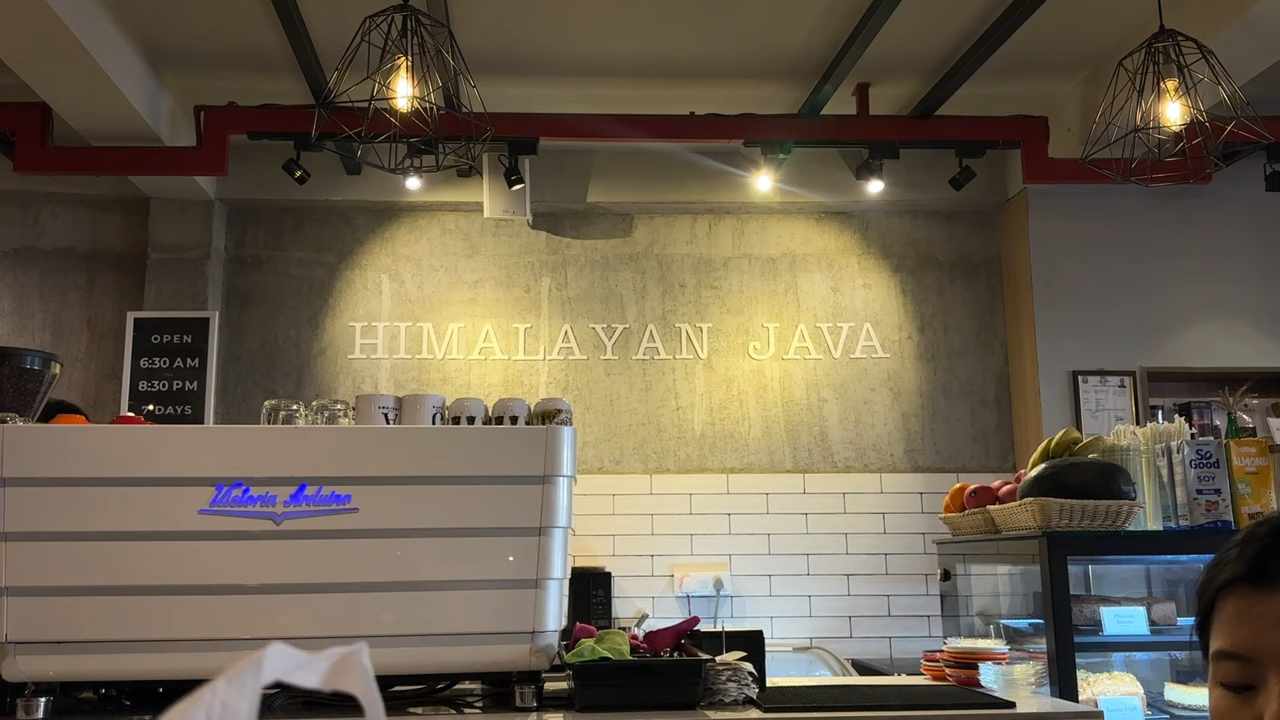 HIMALAYAN JAVA
OPEN
6:30 AM
8:30 PM
7 DAYS
Victoria Arduino
So
Good
SOY
ALMOND